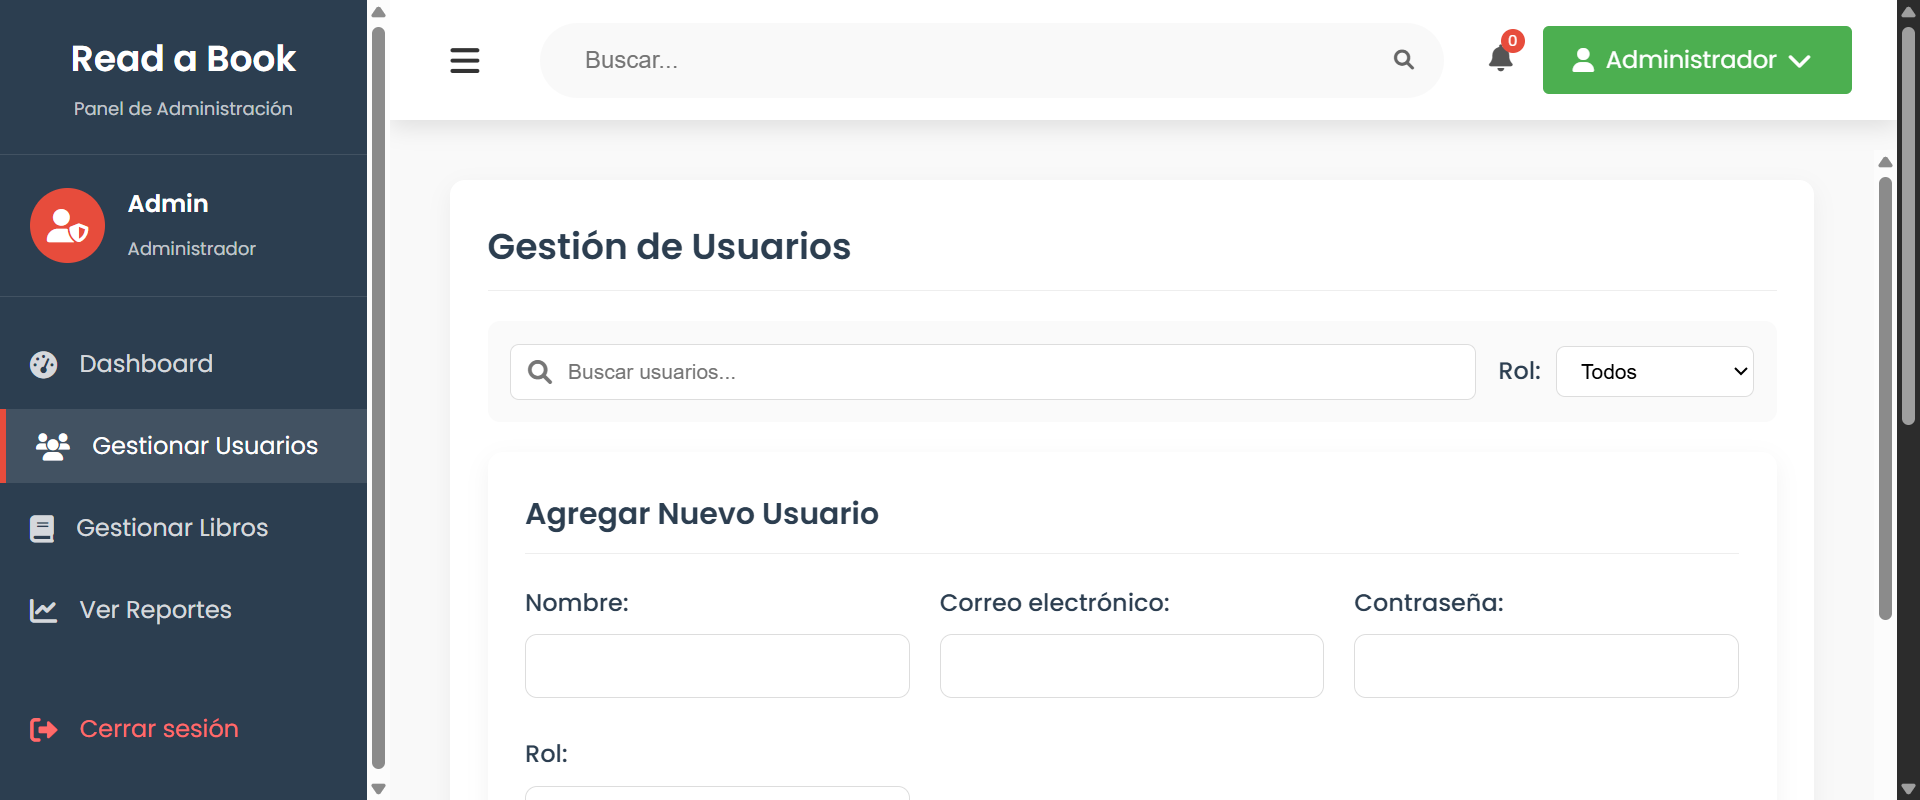 Read a Book
Panel de Administración
Admin
Administrador
Dashboard
Gestionar Usuarios
Gestionar Libros
Ver Reportes
Cerrar sesión
Buscar...
0
Administrador
Gestión de Usuarios
Buscar usuarios...
Rol:
Todos
Agregar Nuevo Usuario
Nombre:
Correo electrónico:
Contraseña:
Rol: